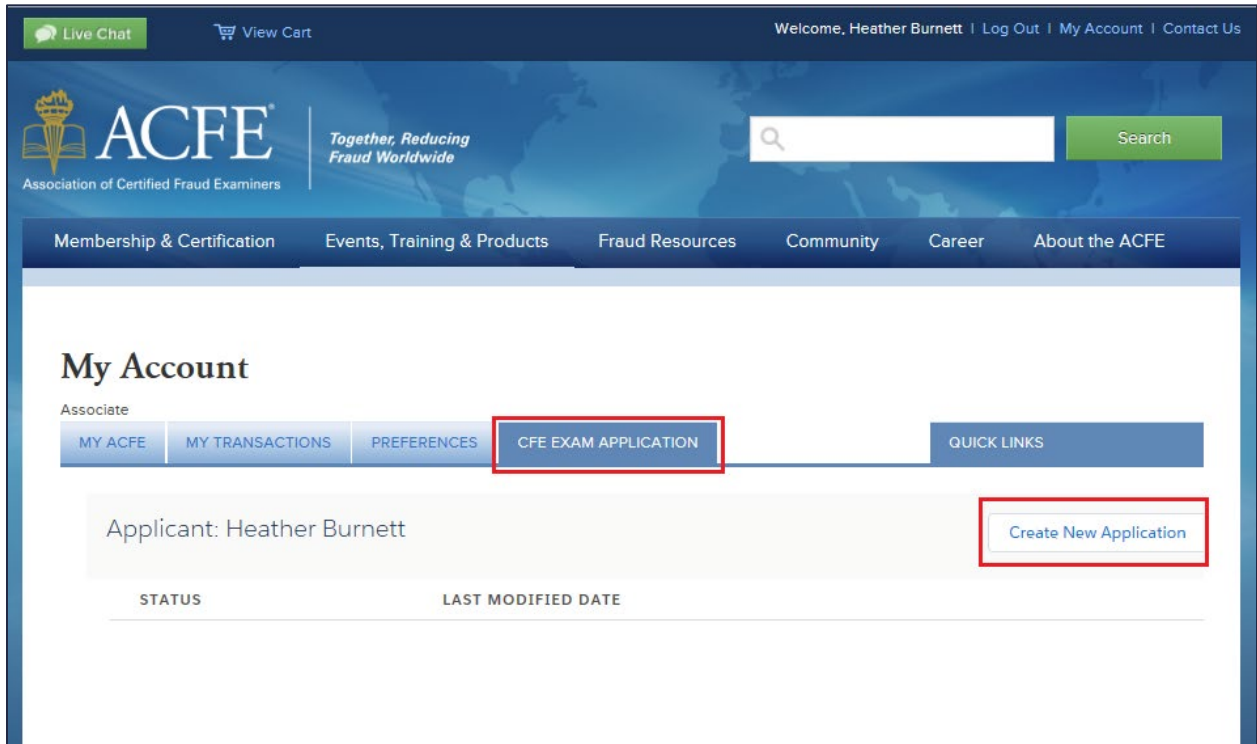 Live Chat View Cart Welcome, Heather Burnett | Log Out | My Account | Contact Us
ACFE®
Together, Reducing
Fraud Worldwide
Search
Association of Certified Fraud Examiners
Membership & Certification Events, Training & Products Fraud Resources Community Career About the ACFE
My Account
Associate
MY ACFE MY TRANSACTIONS PREFERENCES CFE EXAM APPLICATION QUICK LINKS
Applicant: Heather Burnett Create New Application
STATUS LAST MODIFIED DATE